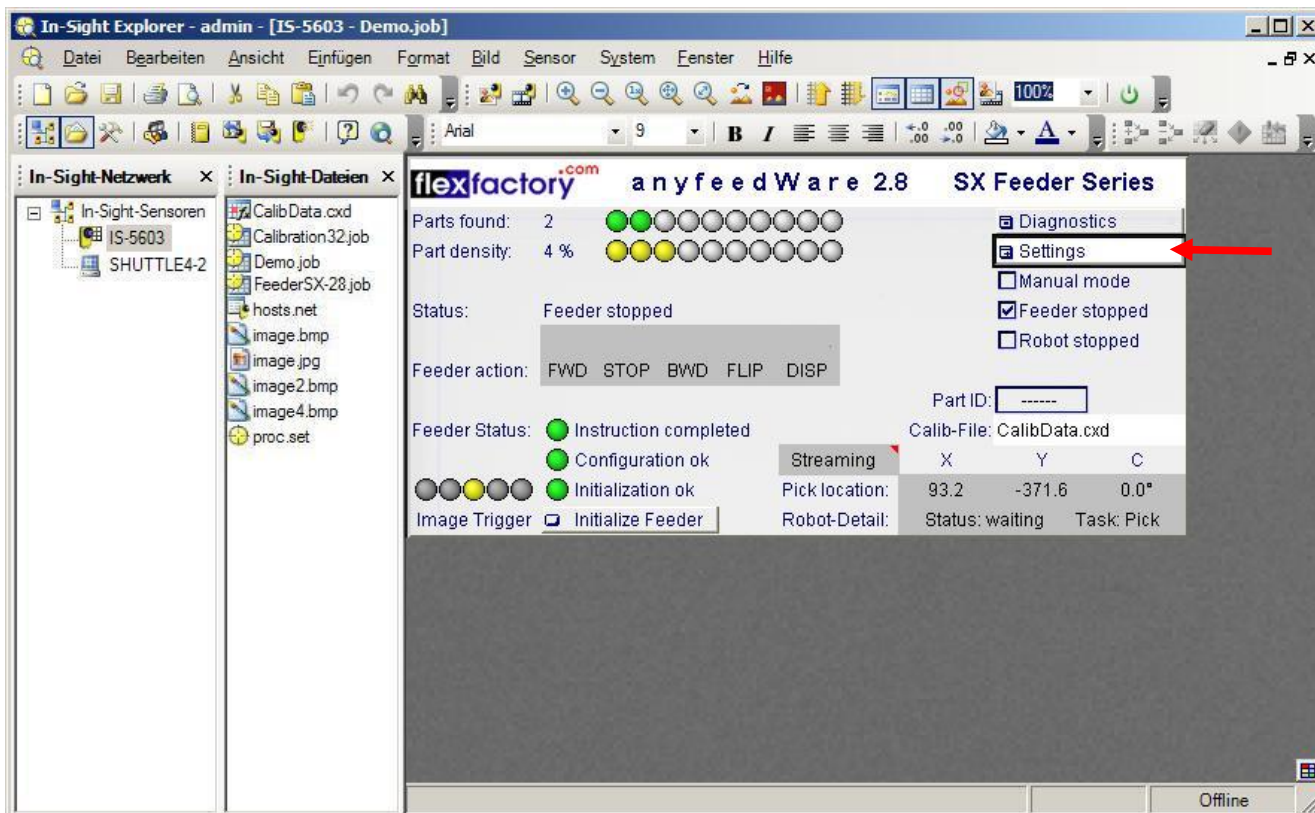 In-Sight Explorer - admin - [IS-5603 - Demo.job]
Datei Bearbeiten Ansicht Einfügen Format Bild Sensor System Fenster Hilfe
100%
Arial 9 B I A
In-Sight-Netzwerk
In-Sight-Sensoren
IS-5603
SHUTTLE4-2
In-Sight-Dateien
CalibData.cxd
Calibration32.job
Demo.job
FeederSX-28.job
hosts.net
image.bmp
image.jpg
image2.bmp
image4.bmp
proc.set
flexfactory.com anyfeedWare 2.8 SX Feeder Series
Parts found: 2 Diagnostics
Part density: 4 % Settings
Manual mode
Status: Feeder stopped Feeder stopped
Robot stopped
Feeder action: FWD STOP BWD FLIP DISP
Part ID: ------
Feeder Status: Instruction completed Calib-File: CalibData.cxd
Configuration ok Streaming X Y C
Initialization ok Pick location: 93.2 -371.6 0.0°
Image Trigger Initialize Feeder Robot-Detail: Status: waiting Task: Pick
Offline